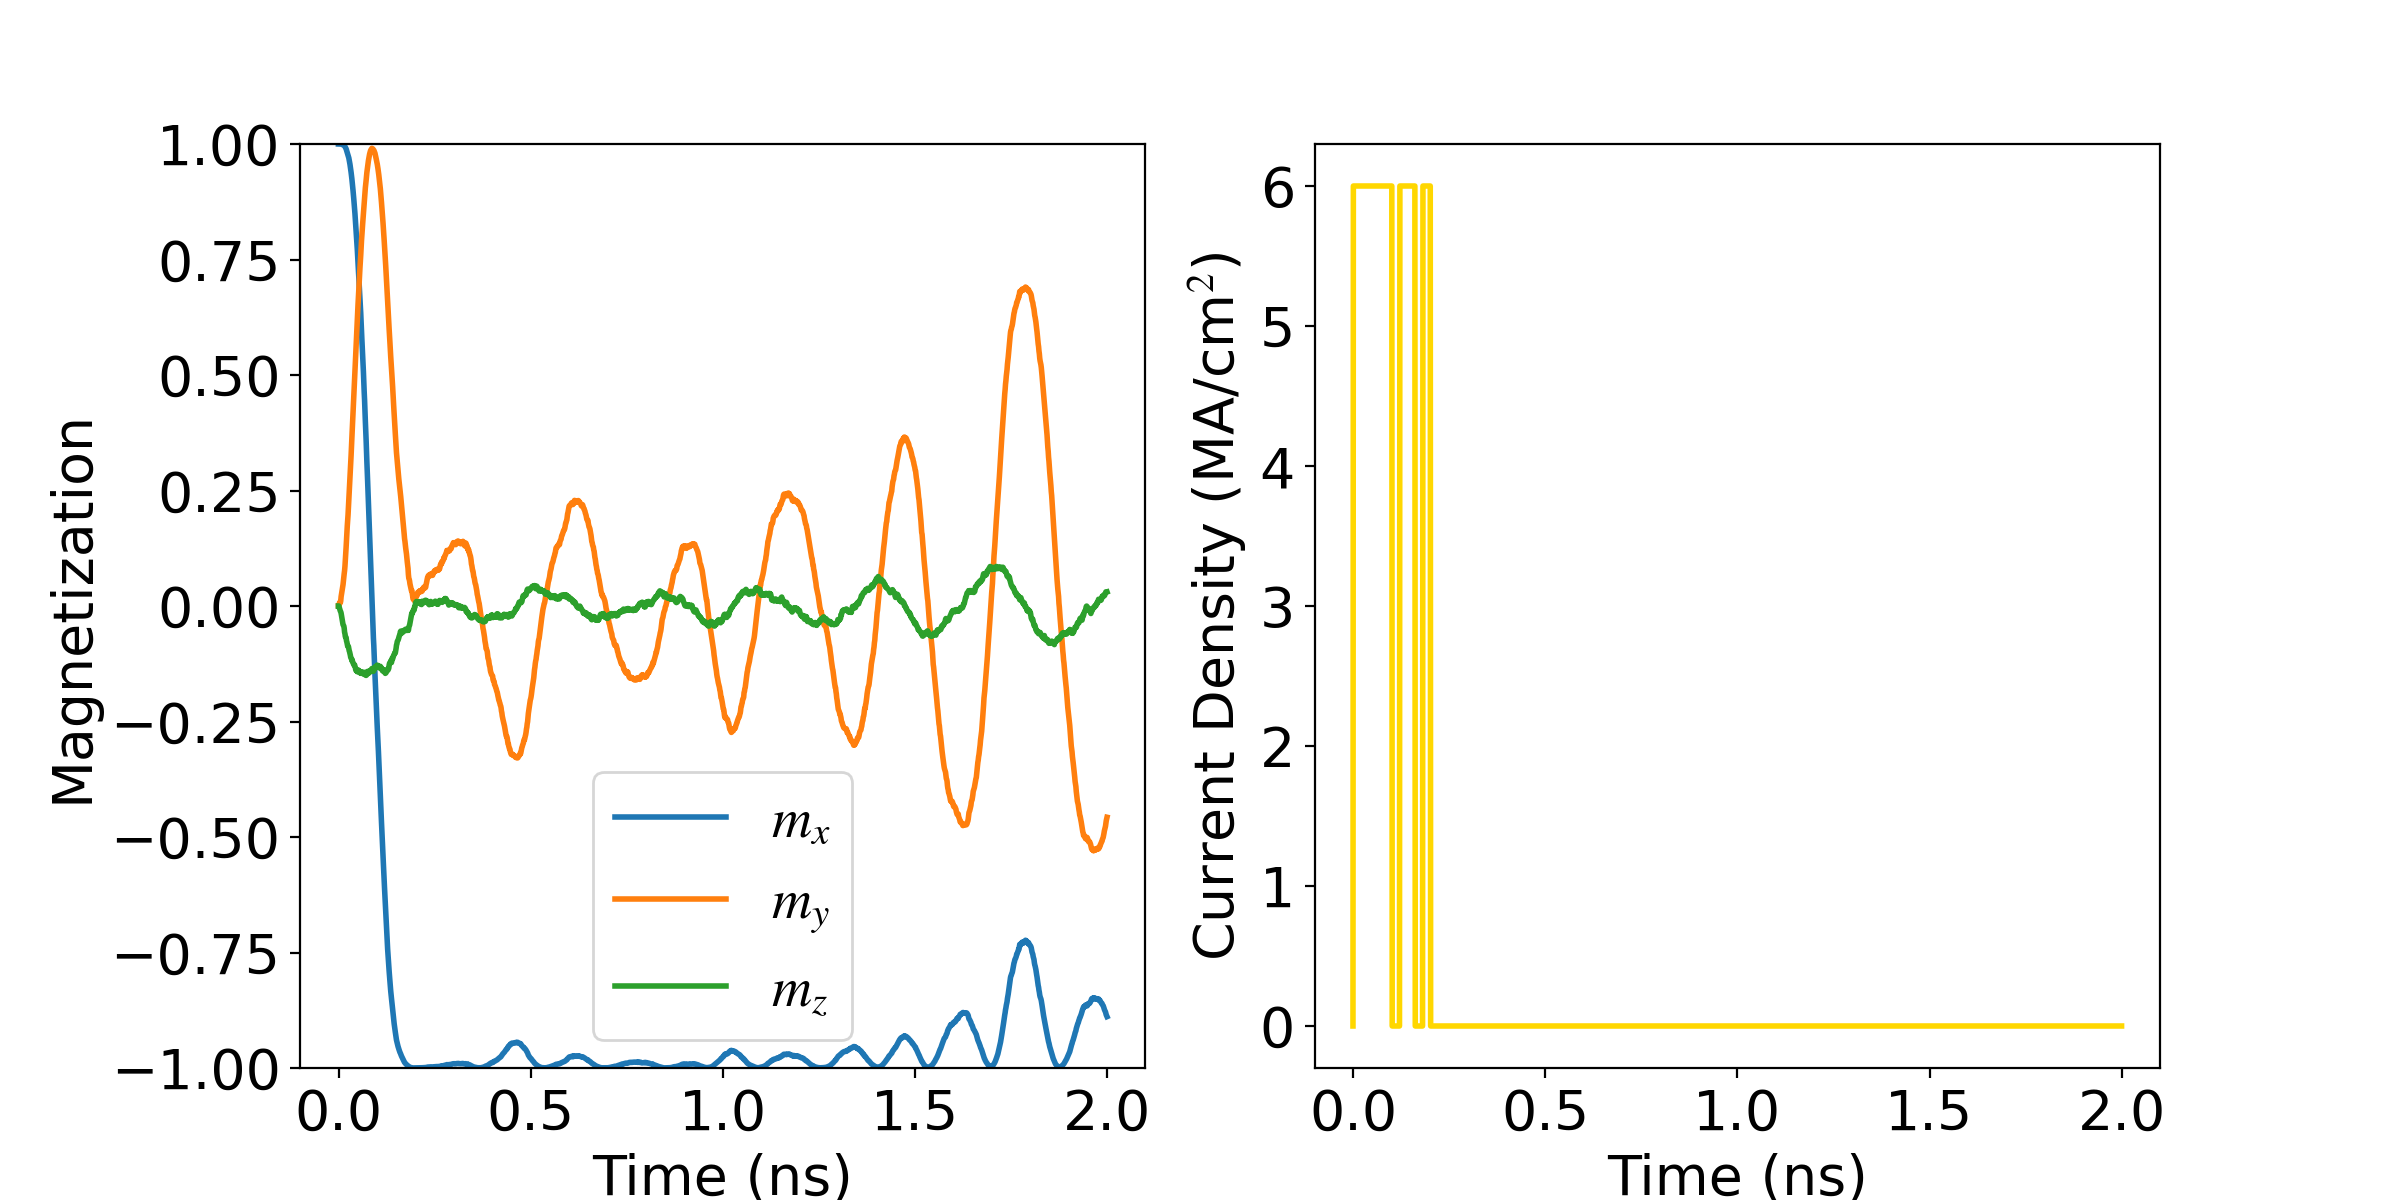 1.00
0.75
0.50
0.25
0.00
−0.25
−0.50
−0.75
−1.00
Magnetization
m_x
m_y
m_z
0.0 0.5 1.0 1.5 2.0
Time (ns)
6
5
4
3
2
1
0
Current Density (MA/cm²)
0.0 0.5 1.0 1.5 2.0
Time (ns)